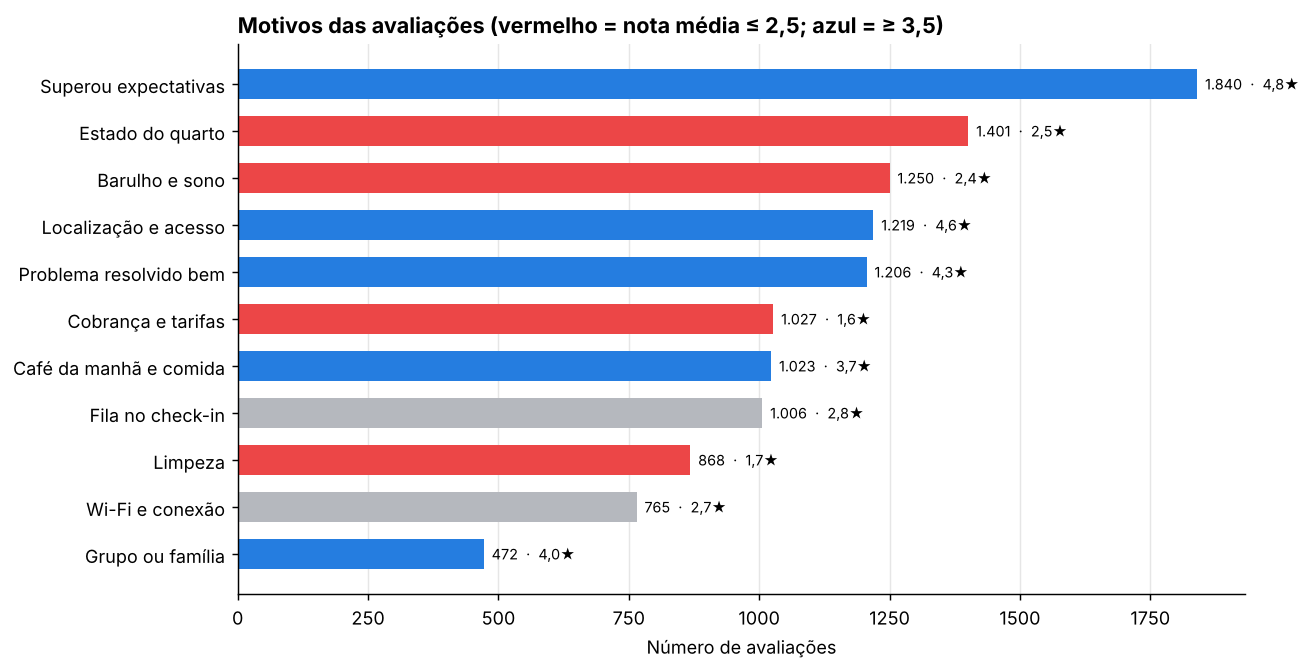 Motivos das avaliações (vermelho = nota média ≤ 2,5; azul = ≥ 3,5)
Superou expectativas 1.840 · 4,8★
Estado do quarto 1.401 · 2,5★
Barulho e sono 1.250 · 2,4★
Localização e acesso 1.219 · 4,6★
Problema resolvido bem 1.206 · 4,3★
Cobrança e tarifas 1.027 · 1,6★
Café da manhã e comida 1.023 · 3,7★
Fila no check-in 1.006 · 2,8★
Limpeza 868 · 1,7★
Wi-Fi e conexão 765 · 2,7★
Grupo ou família 472 · 4,0★
0 250 500 750 1000 1250 1500 1750
Número de avaliações